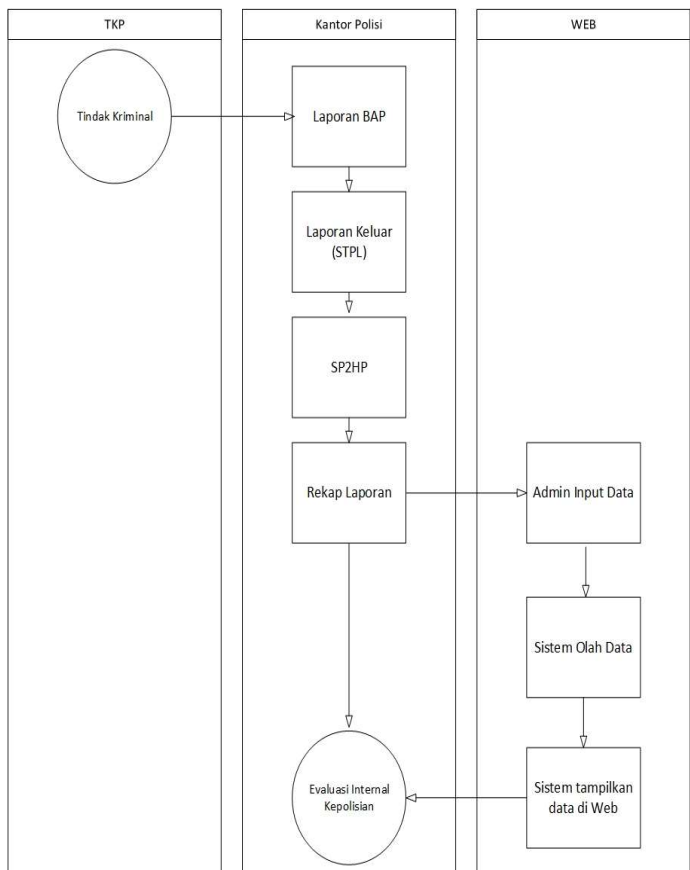 TKP
Kantor Polisi
WEB
Tindak Kriminal
Laporan BAP
Laporan Keluar
(STPL)
SP2HP
Rekap Laporan
Admin Input Data
Sistem Olah Data
Evaluasi Internal
Kepolisian
Sistem tampilkan
data di Web